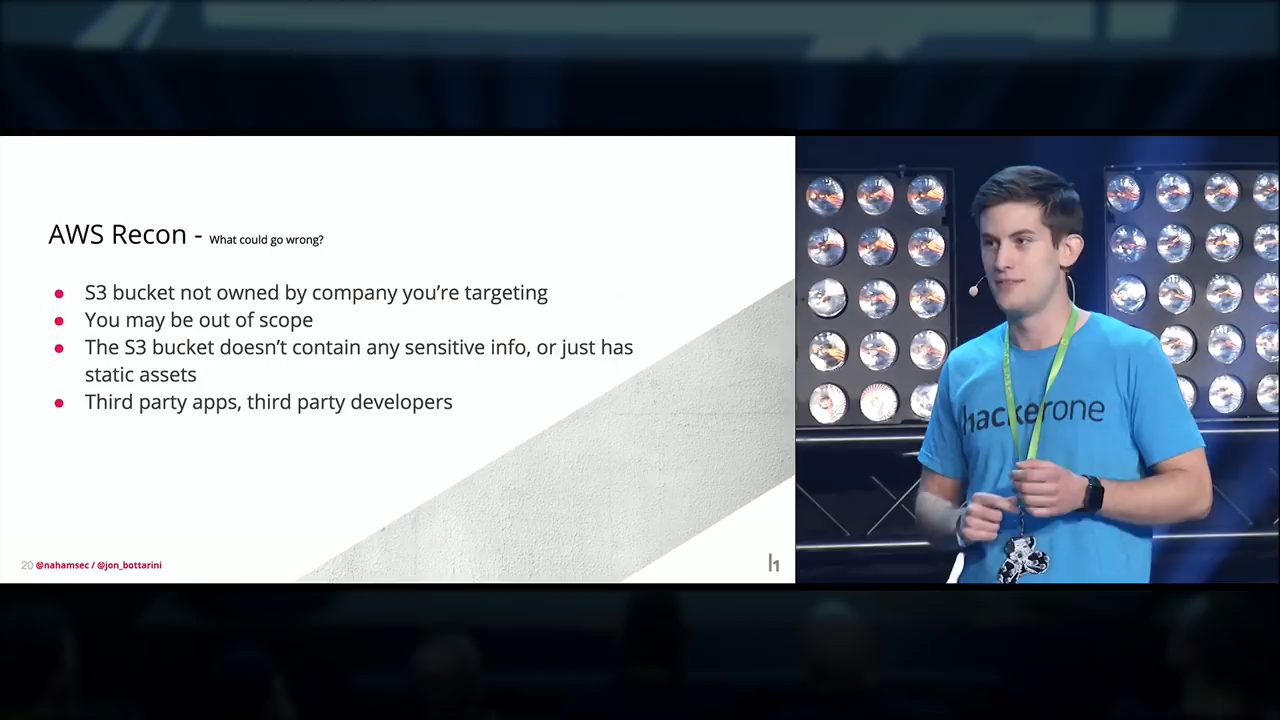 AWS Recon - What could go wrong?
● S3 bucket not owned by company you’re targeting
● You may be out of scope
● The S3 bucket doesn’t contain any sensitive info, or just has
static assets
● Third party apps, third party developers
20 @nahamsec / @jon_bottarini
h1
hackerone